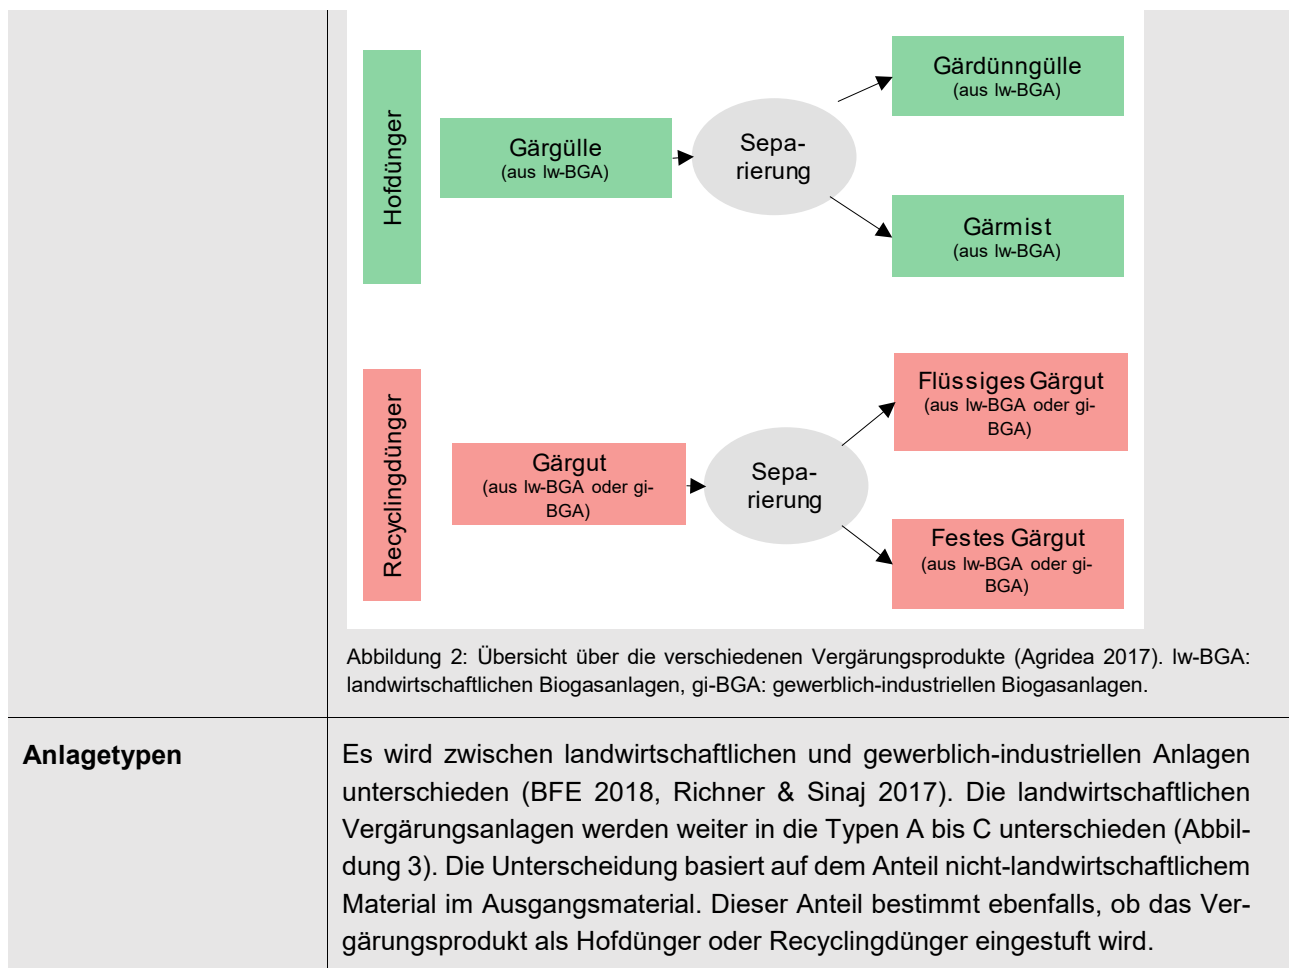 Hofdünger
Gärgülle
(aus lw-BGA)
Sepa-
rierung
Gärdünngülle
(aus lw-BGA)
Gärmist
(aus lw-BGA)
Recyclingdünger
Gärgut
(aus lw-BGA oder gi-
BGA)
Sepa-
rierung
Flüssiges Gärgut
(aus lw-BGA oder gi-
BGA)
Festes Gärgut
(aus lw-BGA oder gi-
BGA)
Abbildung 2: Übersicht über die verschiedenen Vergärungsprodukte (Agridea 2017). lw-BGA:
landwirtschaftlichen Biogasanlagen, gi-BGA: gewerblich-industriellen Biogasanlagen.
Anlagetypen
Es wird zwischen landwirtschaftlichen und gewerblich-industriellen Anlagen
unterschieden (BFE 2018, Richner & Sinaj 2017). Die landwirtschaftlichen
Vergärungsanlagen werden weiter in die Typen A bis C unterschieden (Abbil-
dung 3). Die Unterscheidung basiert auf dem Anteil nicht-landwirtschaftlichem
Material im Ausgangsmaterial. Dieser Anteil bestimmt ebenfalls, ob das Ver-
gärungsprodukt als Hofdünger oder Recyclingdünger eingestuft wird.